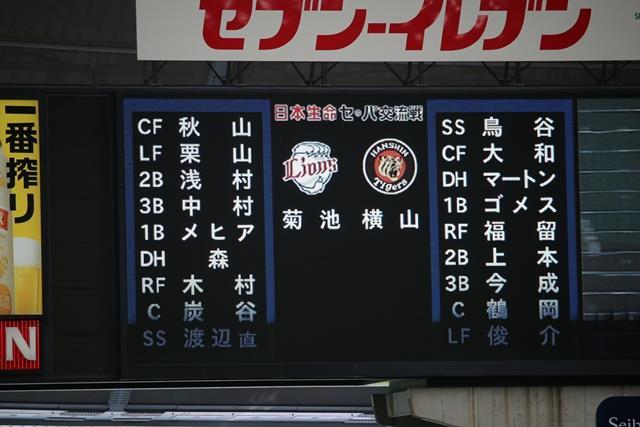 セブン-イレブン
一番搾り
N
日本生命 セ・パ交流戦
Lions
HANSHIN
Tigers
菊池 横山
CF 秋山
LF 栗山
2B 浅村
3B 中村
1B メヒア
DH 森
RF 木村
C 炭谷
SS 渡辺直
SS 鳥谷
CF 大和
DH マートン
1B ゴメス
RF 福留
2B 上本
3B 今成
C 鶴岡
LF 俊介
Seib